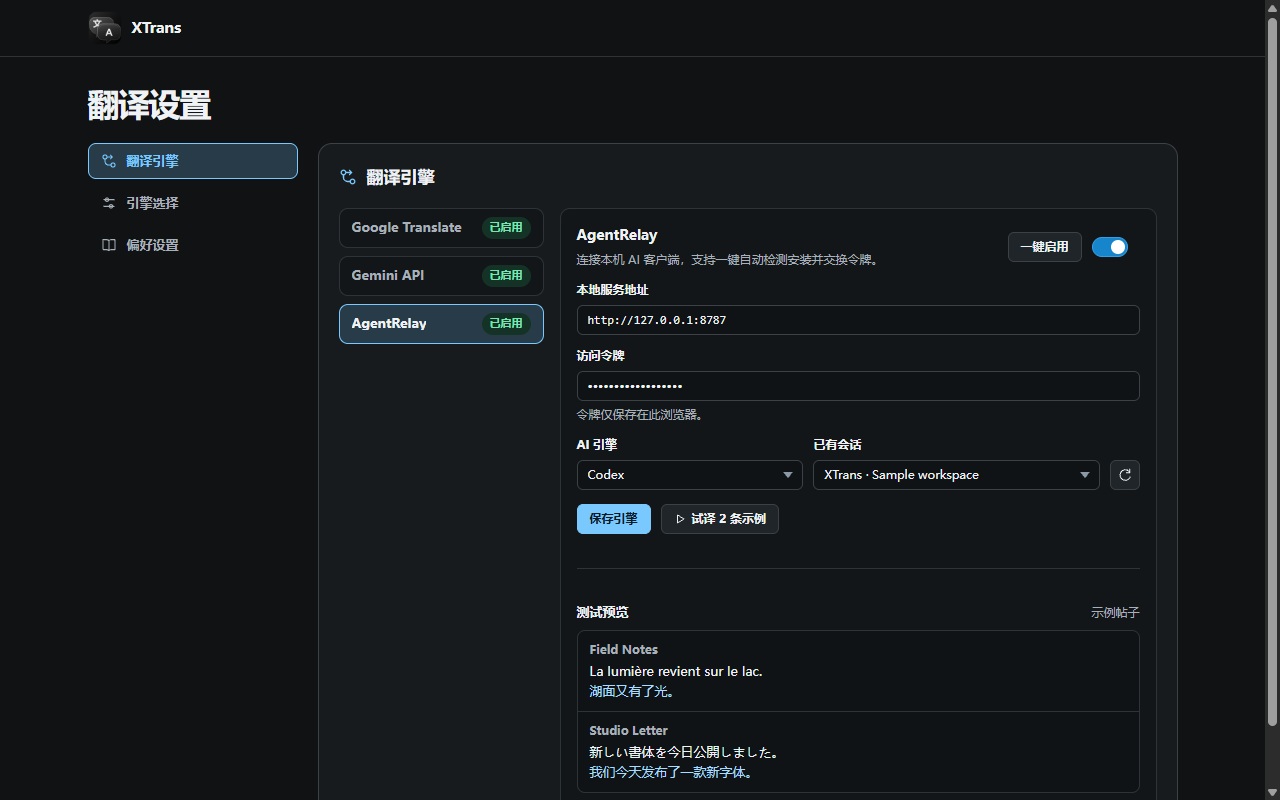 XTrans
翻译设置
翻译引擎
引擎选择
偏好设置
翻译引擎
Google Translate 已启用
Gemini API 已启用
AgentRelay 已启用
AgentRelay
连接本机 AI 客户端，支持一键自动检测安装并交换令牌。
一键启用
本地服务地址
http://127.0.0.1:8787
访问令牌
••••••••••••••••••
令牌仅保存在此浏览器。
AI 引擎 已有会话
Codex XTrans · Sample workspace
保存引擎 试译 2 条示例
测试预览 示例帖子
Field Notes
La lumière revient sur le lac.
湖面又有了光。
Studio Letter
新しい書体を今日公開しました。
我们今天发布了一款新字体。